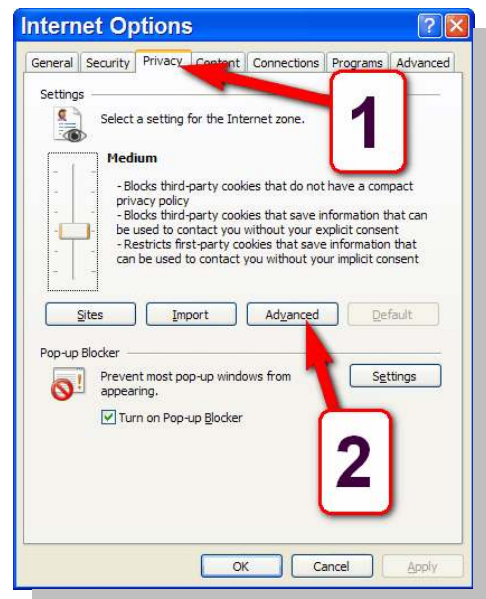 Internet Options
General Security Privacy Content Connections Programs Advanced
Settings
Select a setting for the Internet zone.
1
Medium
- Blocks third-party cookies that do not have a compact
privacy policy
- Blocks third-party cookies that save information that can
be used to contact you without your explicit consent
- Restricts first-party cookies that save information that
can be used to contact you without your implicit consent
Sites Import Advanced Default
Pop-up Blocker
Prevent most pop-up windows from
appearing.
Settings
Turn on Pop-up Blocker
2
OK Cancel Apply